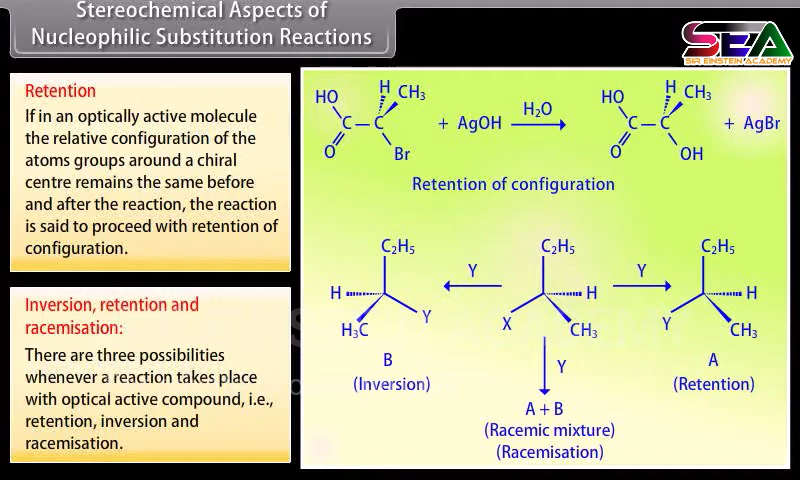 Stereochemical Aspects of
Nucleophilic Substitution Reactions
SEA
SIR EINSTEIN ACADEMY
Retention
If in an optically active molecule
the relative configuration of the
atoms groups around a chiral
centre remains the same before
and after the reaction, the reaction
is said to proceed with retention of
configuration.
Inversion, retention and
racemisation:
There are three possibilities
whenever a reaction takes place
with optical active compound, i.e.,
retention, inversion and
racemisation.
HO H CH₃
C – C + AgOH H₂O
O Br
HO H CH₃
C – C + AgBr
O OH
Retention of configuration
C₂H₅
H Y
H₃C
B
(Inversion)
Y
C₂H₅
H
X CH₃
Y
C₂H₅
H
Y CH₃
A
(Retention)
Y
A + B
(Racemic mixture)
(Racemisation)